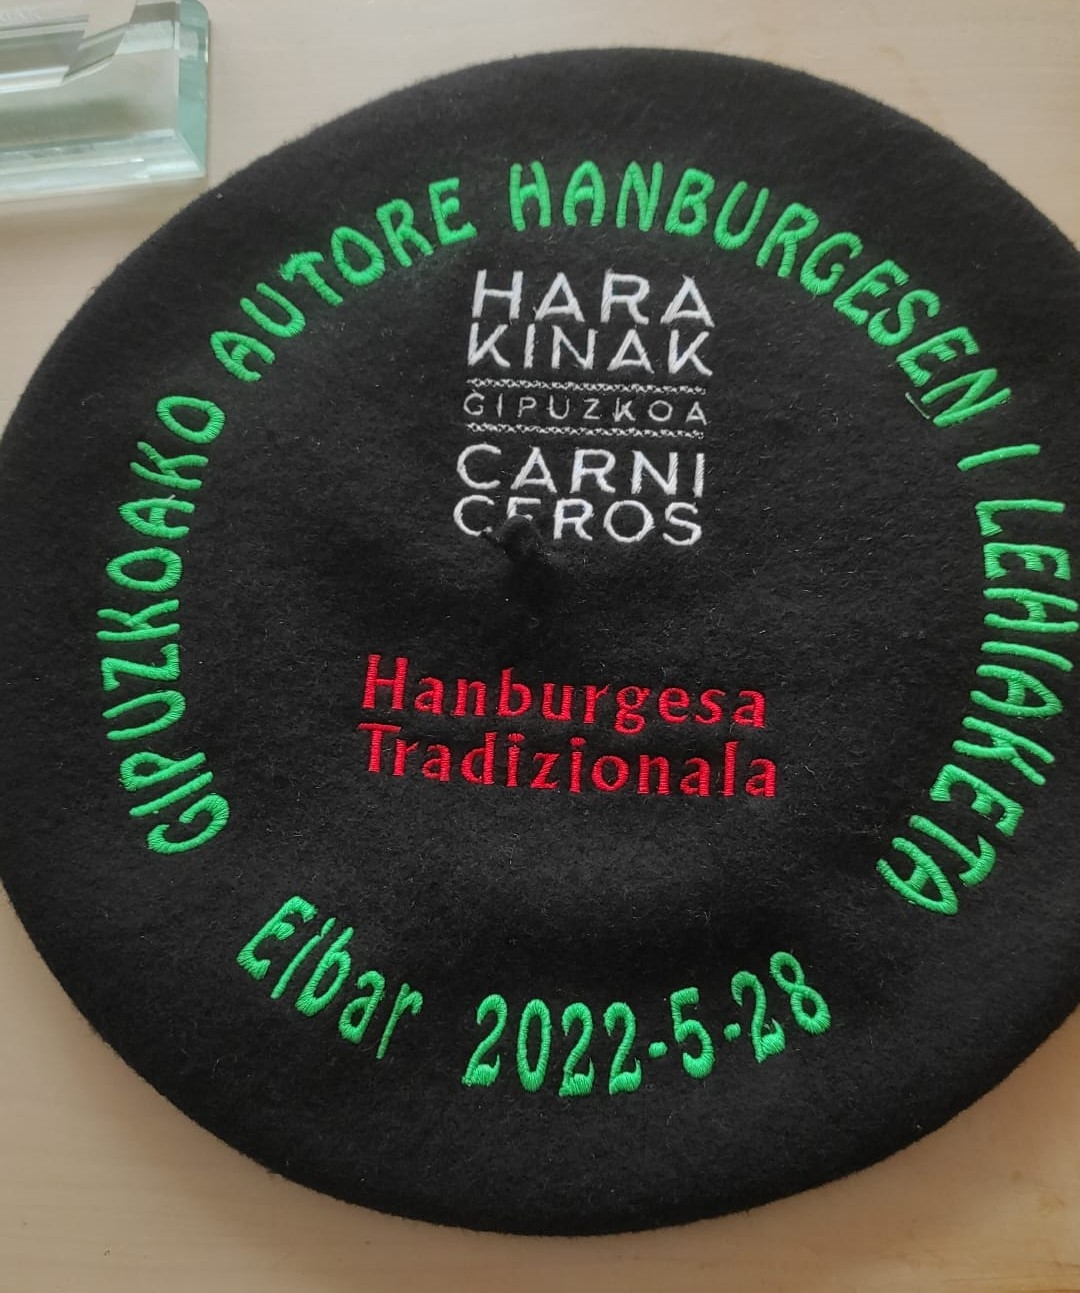 GIPUZKOAKO AUTORE HANBURGESEN I LEHIAKETA
HARA
KINAK
GIPUZKOA
CARNI
CEROS
Hanburgesa
Tradizionala
Eibar 2022-5-28